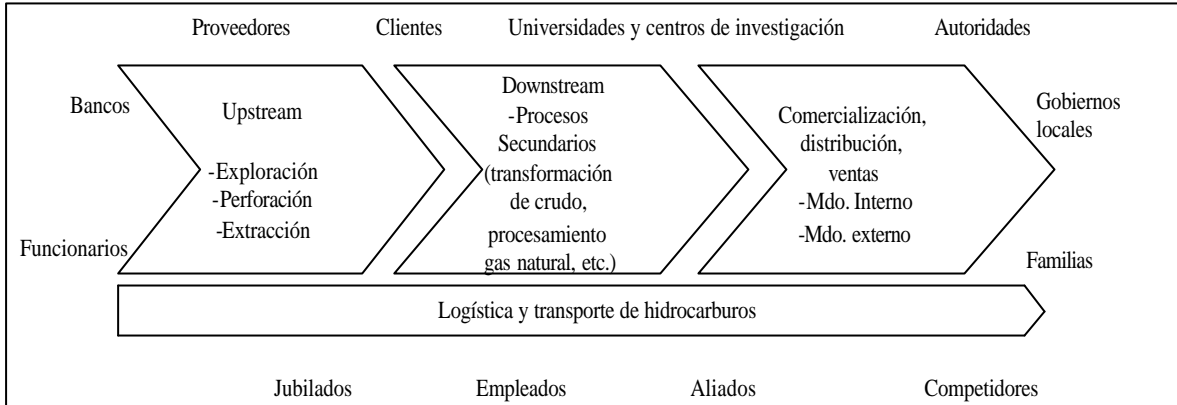 Proveedores
Clientes
Universidades y centros de investigación
Autoridades
Bancos
Funcionarios
Upstream
-Exploración
-Perforación
-Extracción
Downstream
-Procesos
Secundarios
(transformación
de crudo,
procesamiento
gas natural, etc.)
Comercialización,
distribución,
ventas
-Mdo. Interno
-Mdo. externo
Gobiernos
locales
Familias
Logística y transporte de hidrocarburos
Jubilados
Empleados
Aliados
Competidores